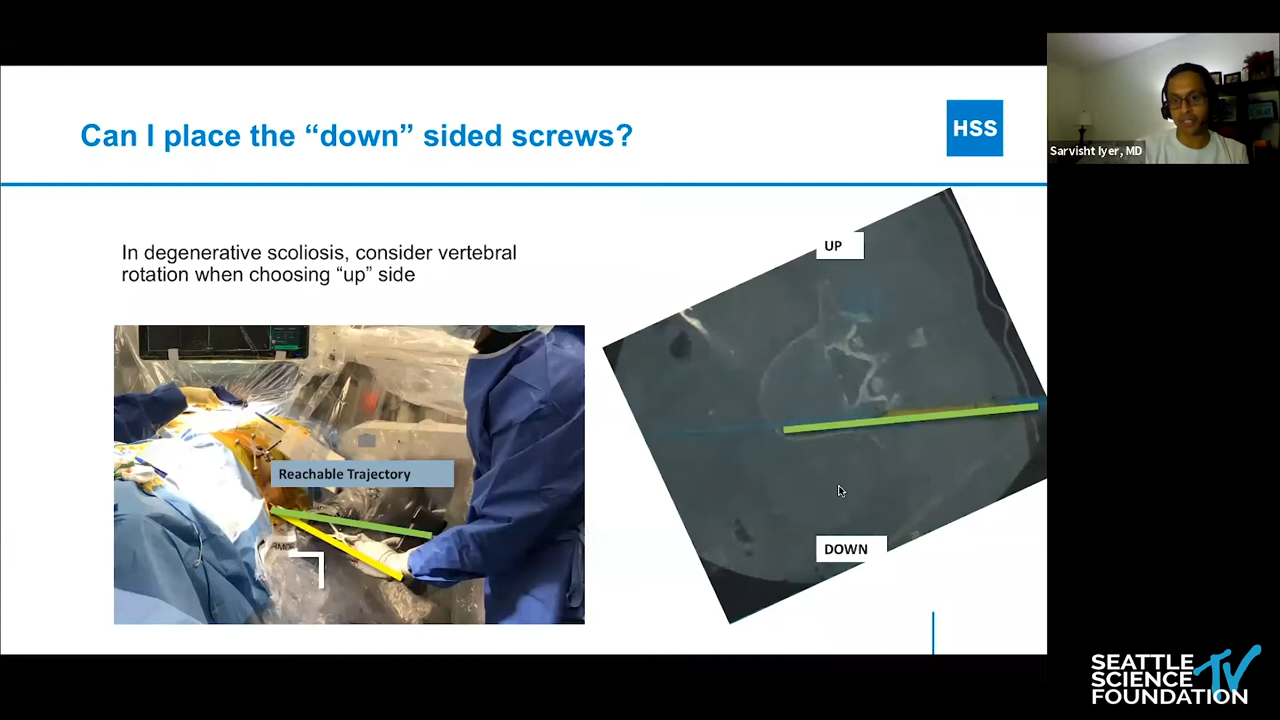 Can I place the “down” sided screws?
HSS
Sarvisht Iyer, MD
In degenerative scoliosis, consider vertebral
rotation when choosing “up” side
UP
Reachable Trajectory
DOWN
SEATTLE
SCIENCE TV
FOUNDATION